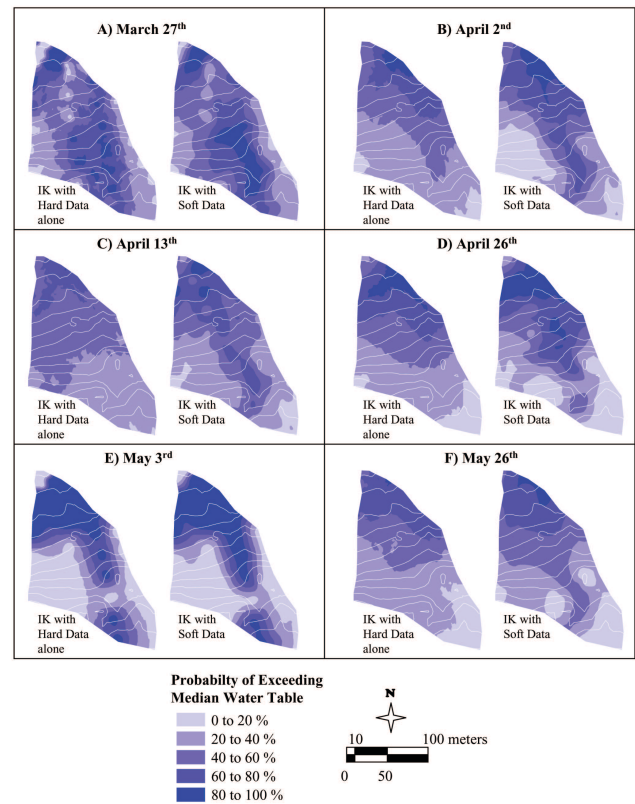 A) March 27th
IK with
Hard Data
alone
IK with
Soft Data
B) April 2nd
IK with
Hard Data
alone
IK with
Soft Data
C) April 13th
IK with
Hard Data
alone
IK with
Soft Data
D) April 26th
IK with
Hard Data
alone
IK with
Soft Data
E) May 3rd
IK with
Hard Data
alone
IK with
Soft Data
F) May 26th
IK with
Hard Data
alone
IK with
Soft Data
Probabilty of Exceeding
Median Water Table
0 to 20 %
20 to 40 %
40 to 60 %
60 to 80 %
80 to 100 %
N
10 100 meters
0 50